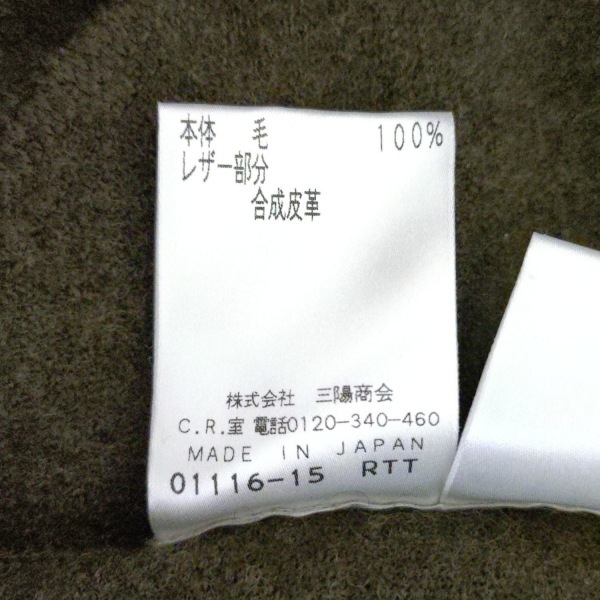 本体 毛 100%
レザー部分
合成皮革
株式会社 三陽商会
C.R.室 電話0120-340-460
MADE IN JAPAN
01116-15 RTT